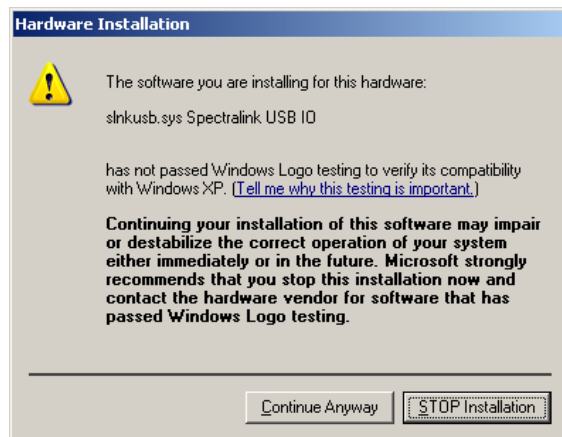 Hardware Installation
The software you are installing for this hardware:
slnkusb.sys Spectralink USB IO
has not passed Windows Logo testing to verify its compatibility
with Windows XP. (Tell me why this testing is important.)
Continuing your installation of this software may impair
or destabilize the correct operation of your system
either immediately or in the future. Microsoft strongly
recommends that you stop this installation now and
contact the hardware vendor for software that has
passed Windows Logo testing.
Continue Anyway
STOP Installation